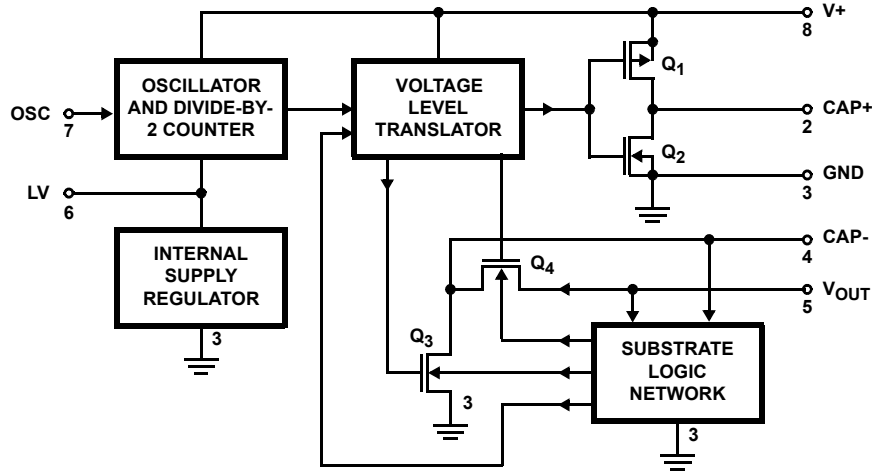 V+
8
OSCILLATOR
AND DIVIDE-BY-
2 COUNTER
VOLTAGE
LEVEL
TRANSLATOR
Q1
OSC
7
CAP+
2
Q2
GND
3
LV
6
INTERNAL
SUPPLY
REGULATOR
3
CAP-
4
Q4
VOUT
5
Q3
3
SUBSTRATE
LOGIC
NETWORK
3